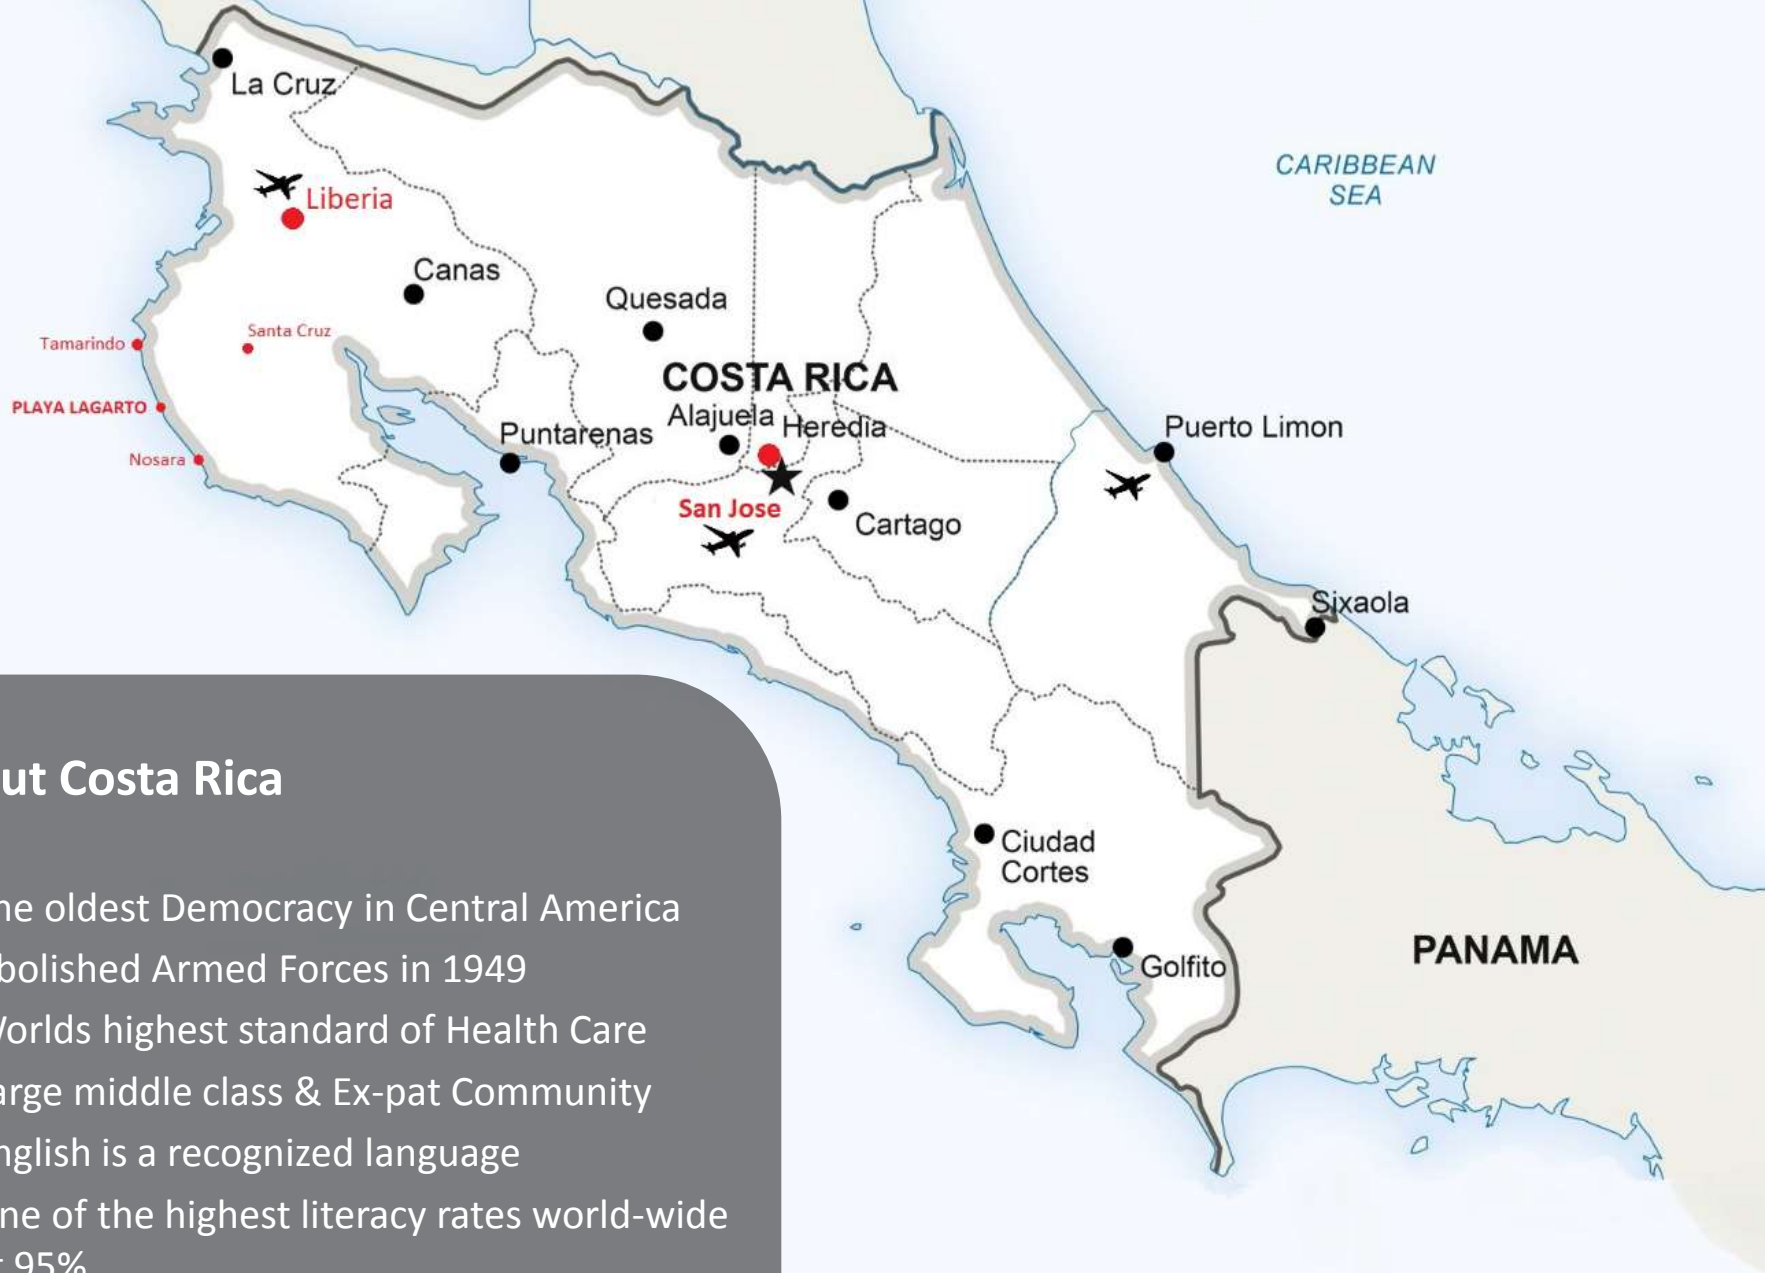 La Cruz
CARIBBEAN
SEA
Liberia
Canas
Quesada
Santa Cruz
Tamarindo
COSTA RICA
PLAYA LAGARTO
Alajuela
Heredia
Puntarenas
Puerto Limon
Nosara
San Jose
Cartago
Sixaola
ut Costa Rica
Ciudad
Cortes
he oldest Democracy in Central America
PANAMA
bolished Armed Forces in 1949
Golfito
Worlds highest standard of Health Care
arge middle class & Ex-pat Community
nglish is a recognized language
ne of the highest literacy rates world-wide
95%